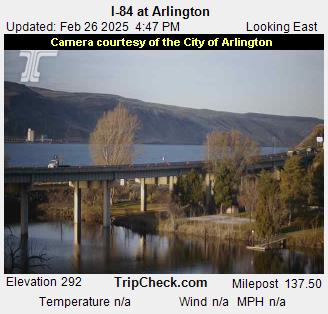 I-84 at Arlington
Updated: Feb 26 2025 4:47 PM Looking East
Camera courtesy of the City of Arlington
Elevation 292 TripCheck.com Milepost 137.50
Temperature n/a Wind n/a MPH n/a